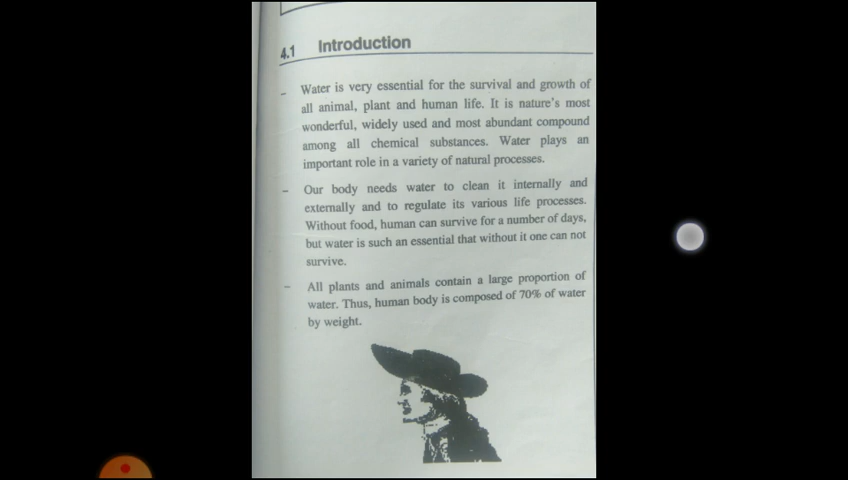 4.1 Introduction
- Water is very essential for the survival and growth of
all animal, plant and human life. It is nature's most
wonderful, widely used and most abundant compound
among all chemical substances. Water plays an
important role in a variety of natural processes.
- Our body needs water to clean it internally and
externally and to regulate its various life processes.
Without food, human can survive for a number of days,
but water is such an essential that without it one can not
survive.
- All plants and animals contain a large proportion of
water. Thus, human body is composed of 70% of water
by weight.